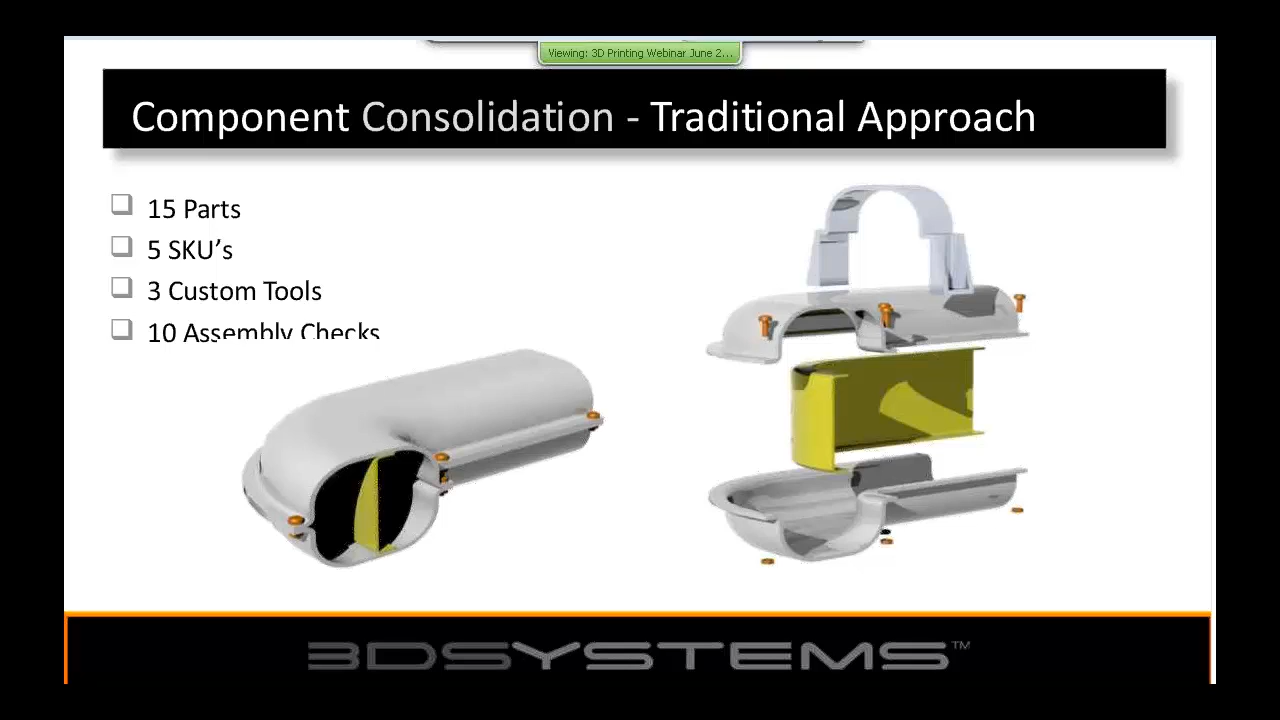 Viewing: 3D Printing Webinar June 2...
Component Consolidation - Traditional Approach
15 Parts
5 SKU’s
3 Custom Tools
10 Assembly Checks
3DSYSTEMS™